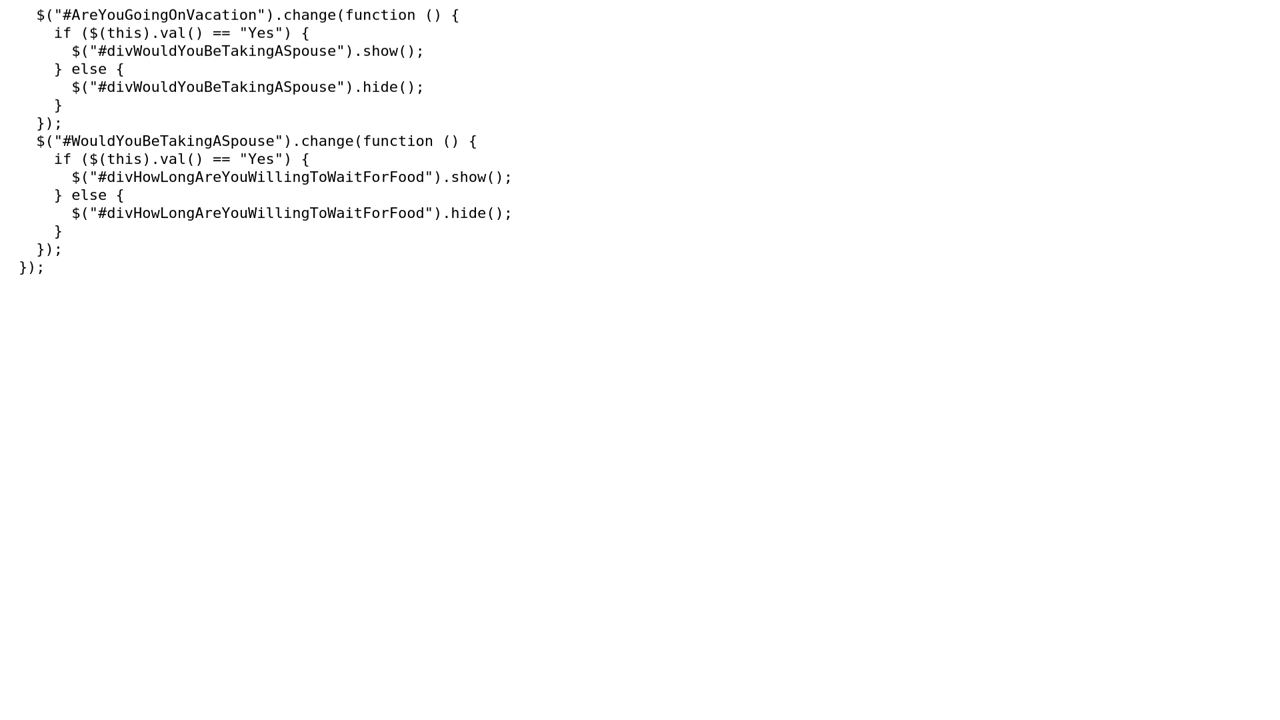 $("#AreYouGoingOnVacation").change(function () {
if ($(this).val() == "Yes") {
$("#divWouldYouBeTakingASpouse").show();
} else {
$("#divWouldYouBeTakingASpouse").hide();
}
});
$("#WouldYouBeTakingASpouse").change(function () {
if ($(this).val() == "Yes") {
$("#divHowLongAreYouWillingToWaitForFood").show();
} else {
$("#divHowLongAreYouWillingToWaitForFood").hide();
}
});
});